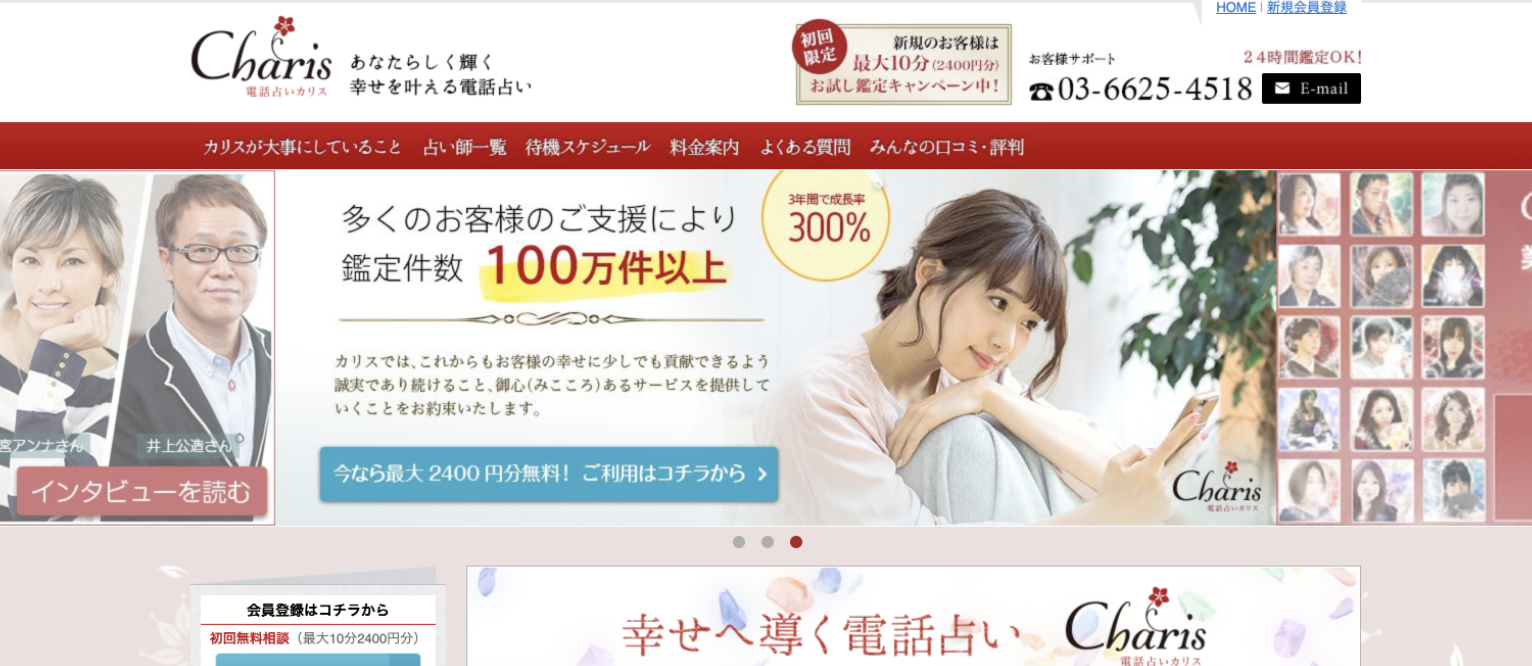 HOME | 新規会員登録
Charis
電話占いカリス
あなたらしく輝く
幸せを叶える電話占い
初回
限定
新規のお客様は
最大10分(2400円分)
お試し鑑定キャンペーン中!
お客様サポート
24時間鑑定OK!
03-6625-4518
E-mail
カリスが大事にしていること 占い師一覧 待機スケジュール 料金案内 よくある質問 みんなの口コミ・評判
宮アンナさん
井上公造さん
インタビューを読む
多くのお客様のご支援により
鑑定件数 100万件以上
3年間で成長率
300%
カリスでは、これからもお客様の幸せに少しでも貢献できるよう
誠実であり続けること、御心(みこころ)あるサービスを提供して
いくことをお約束いたします。
今なら最大 2400 円分無料! ご利用はコチラから
Charis
電話占いカリス
会員登録はコチラから
初回無料相談(最大10分2400円分)
幸せへ導く電話占い
Charis
電話占いカリス